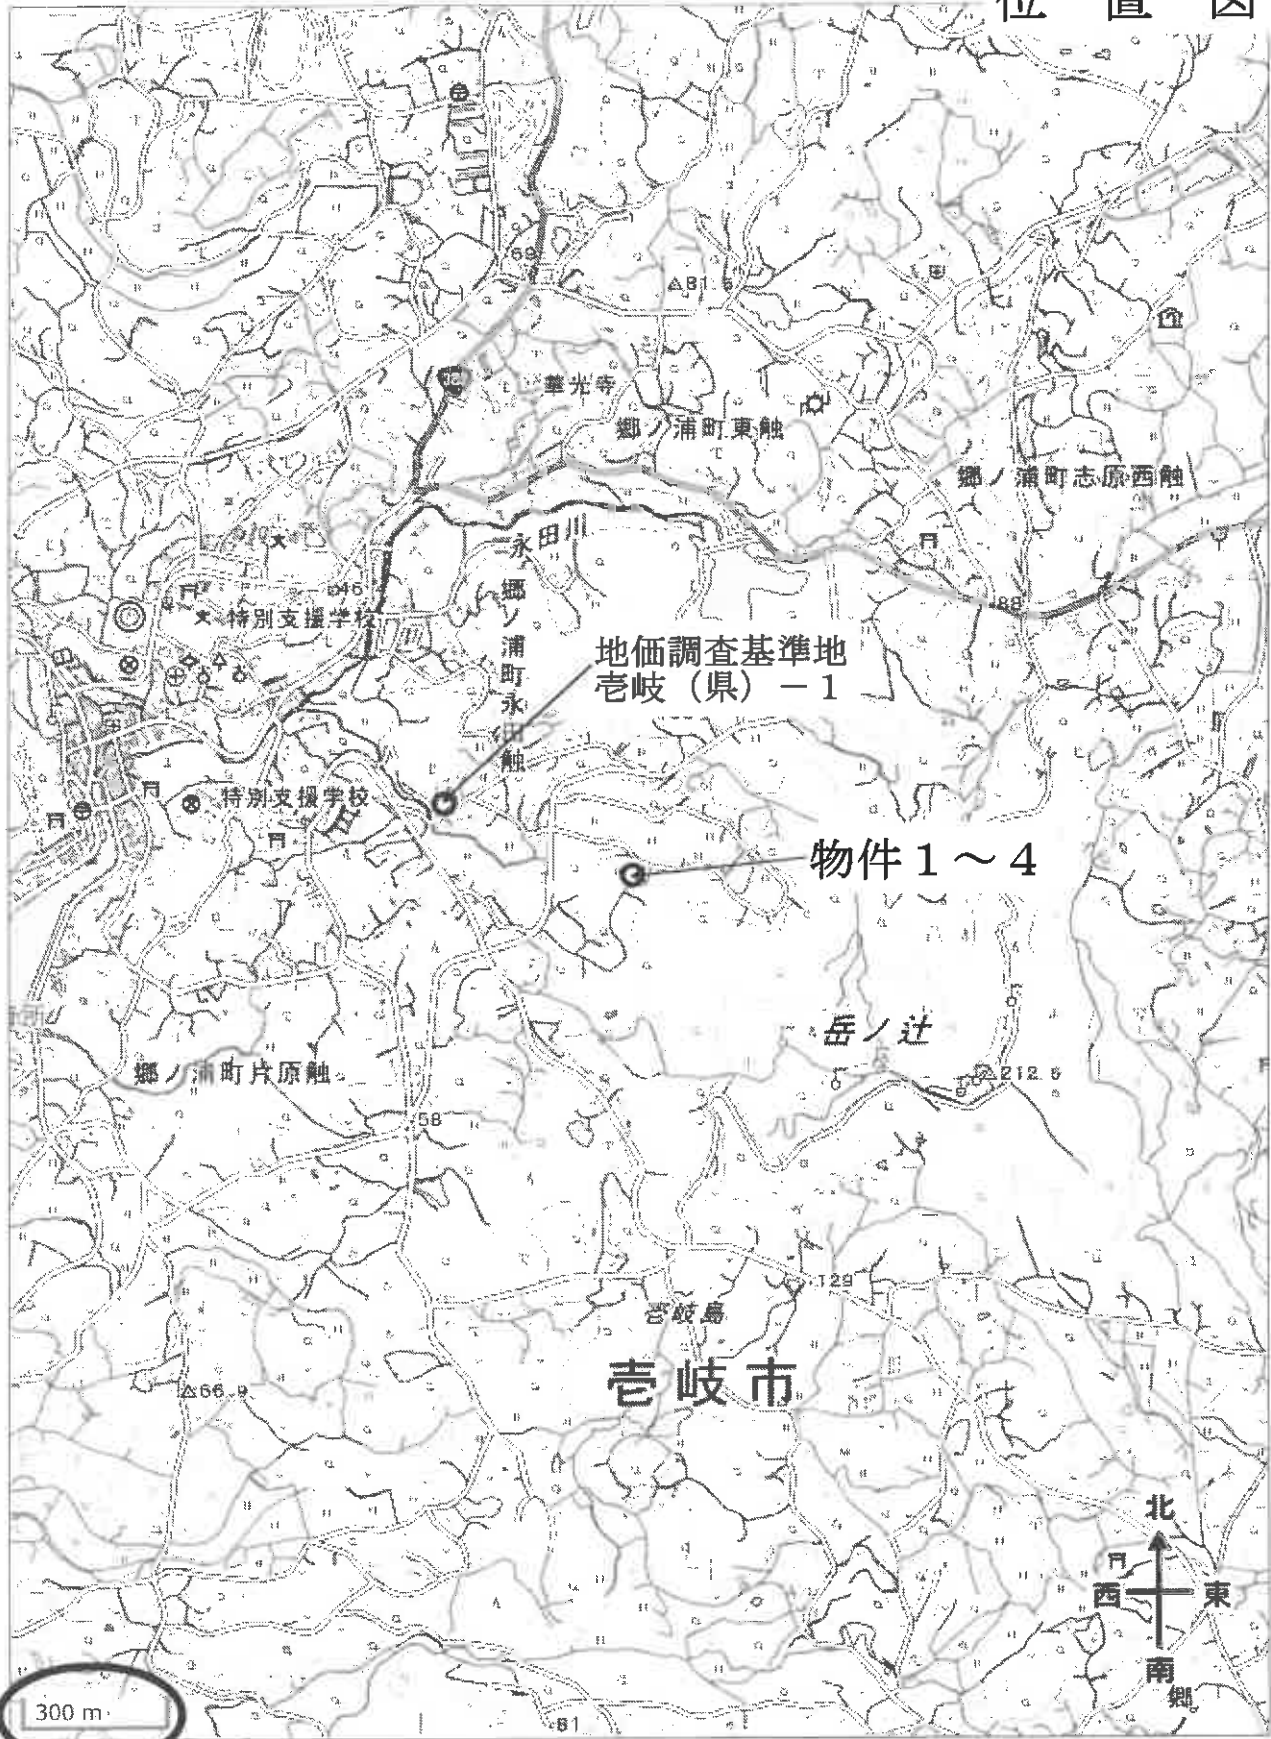 位置図
69
△81.5
華光寺
郷ノ浦町東触
郷ノ浦町志原西触
永田川
46
特別支援学校
88
郷ノ浦町永田触
地価調査基準地
壱岐（県）－１
特別支援学校
物件１～４
岳ノ辻
郷ノ浦町片原触
△212.5
58
129
壱岐島
壱岐市
△66.9
北
西
東
南
郷
300 m
81